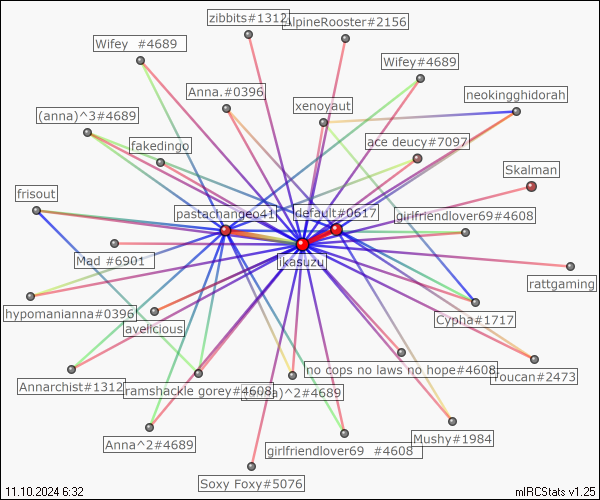 zibbits#1312
AlpineRooster#2156
Wifey  #4689
Wifey#4689
Anna.#0396
neokingghidorah
xenoyaut
(anna)^3#4689
ace deucy#7097
fakedingo
Skalman
frisout
pastachangeo41
default#0617
girlfriendlover69#4608
Mad #6901
ikasuzu
rattgaming
hypomanianna#0396
Cypha#1717
avelicious
no cops no laws no hope#4608
Toucan#2473
Annarchist#1312
ramshackle gorey#4608
)^2#4689
Anna^2#4689
Mushy#1984
girlfriendlover69  #4608
Soxy Foxy#5076
11.10.2024 6:32
mIRCStats v1.25